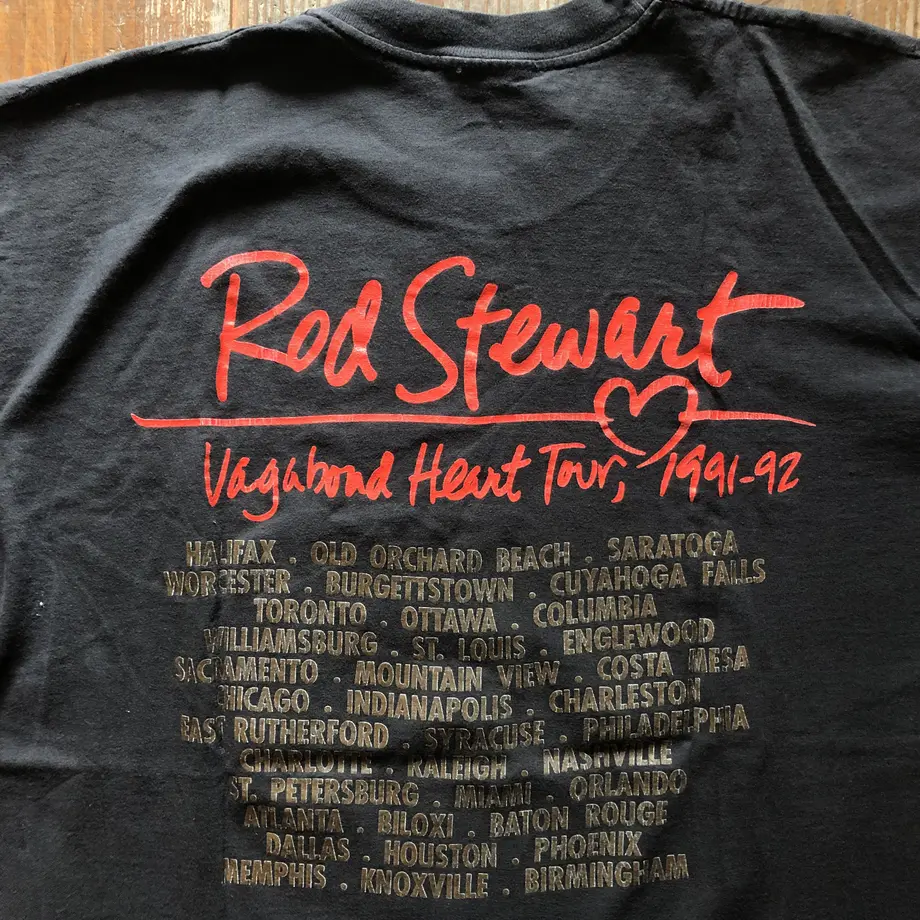 Rod Stewart
Vagabond Heart Tour, 1991-92
HALIFAX . OLD ORCHARD BEACH . SARATOGA
WORCESTER . BURGETTSTOWN . CUYAHOGA FALLS
TORONTO . OTTAWA . COLUMBIA
WILLIAMSBURG . ST. LOUIS . ENGLEWOOD
SACRAMENTO . MOUNTAIN VIEW . COSTA MESA
CHICAGO . INDIANAPOLIS . CHARLESTON
EAST RUTHERFORD . SYRACUSE . PHILADELPHIA
CHARLOTTE . RALEIGH . NASHVILLE
ST. PETERSBURG . MIAMI . ORLANDO
ATLANTA . BILOXI . BATON ROUGE
DALLAS . HOUSTON . PHOENIX
MEMPHIS . KNOXVILLE . BIRMINGHAM